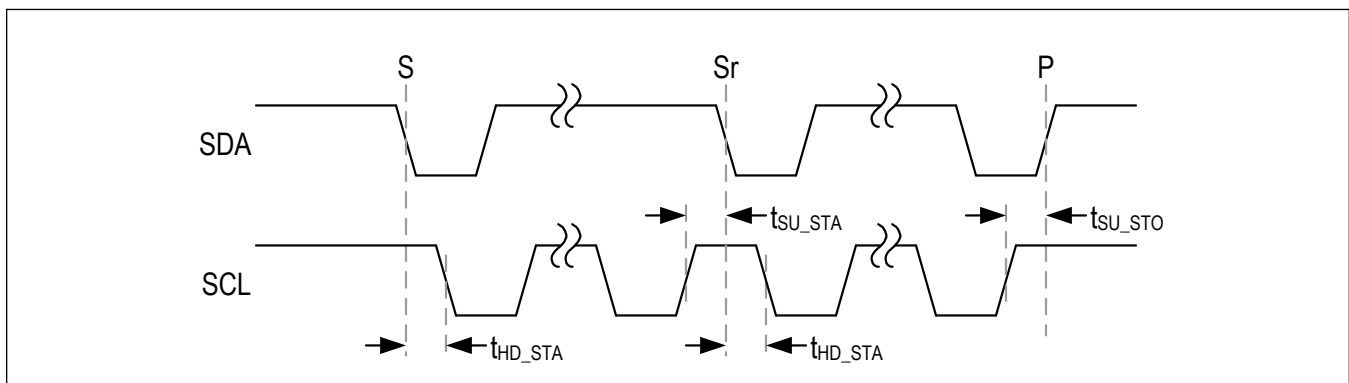 S Sr P
SDA
tSU_STA tSU_STO
SCL
tHD_STA tHD_STA